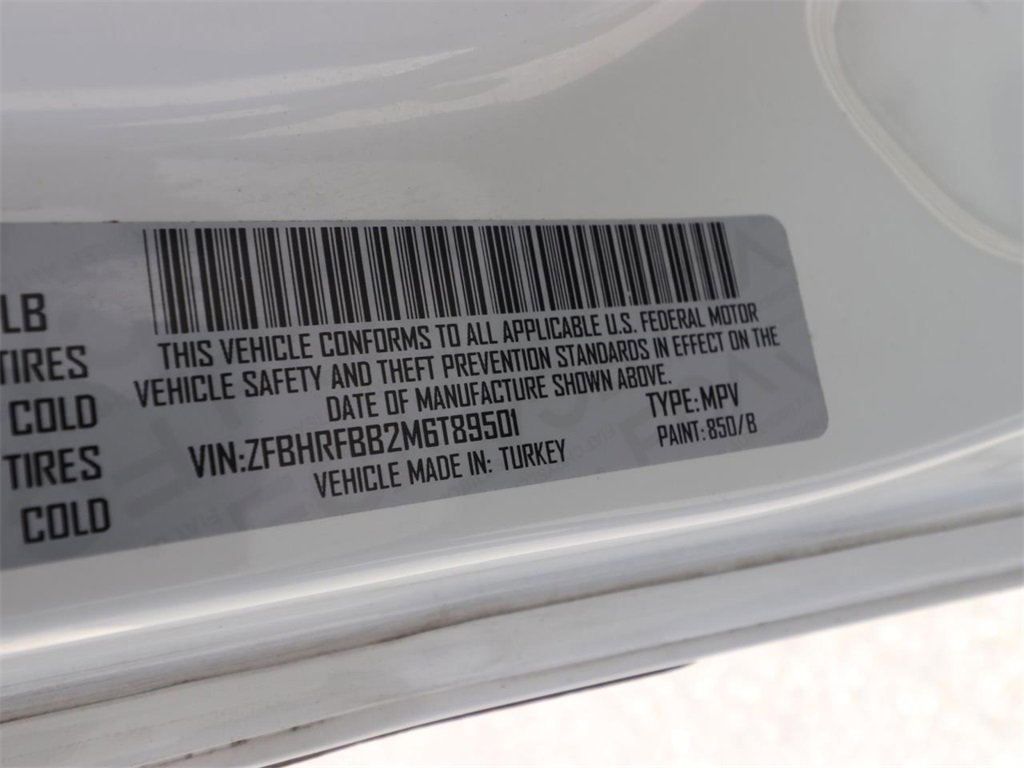 LB
TIRES
COLD
TIRES
COLD
THIS VEHICLE CONFORMS TO ALL APPLICABLE U.S. FEDERAL MOTOR
VEHICLE SAFETY AND THEFT PREVENTION STANDARDS IN EFFECT ON THE
DATE OF MANUFACTURE SHOWN ABOVE.
VIN:ZFBHRFBB2M6T89501 TYPE:MPV
VEHICLE MADE IN: TURKEY PAINT:850/B